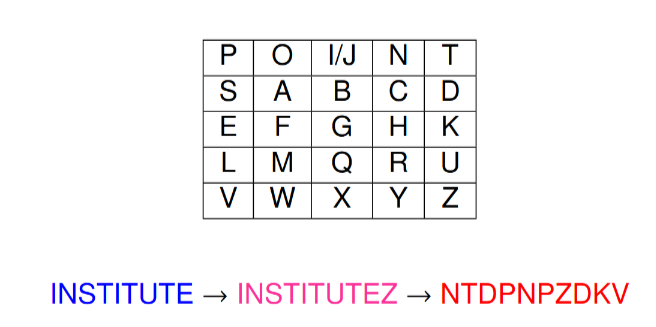 P O I/J N T
S A B C D
E F G H K
L M Q R U
V W X Y Z
INSTITUTE → INSTITUTEZ → NTDPNPZDKV